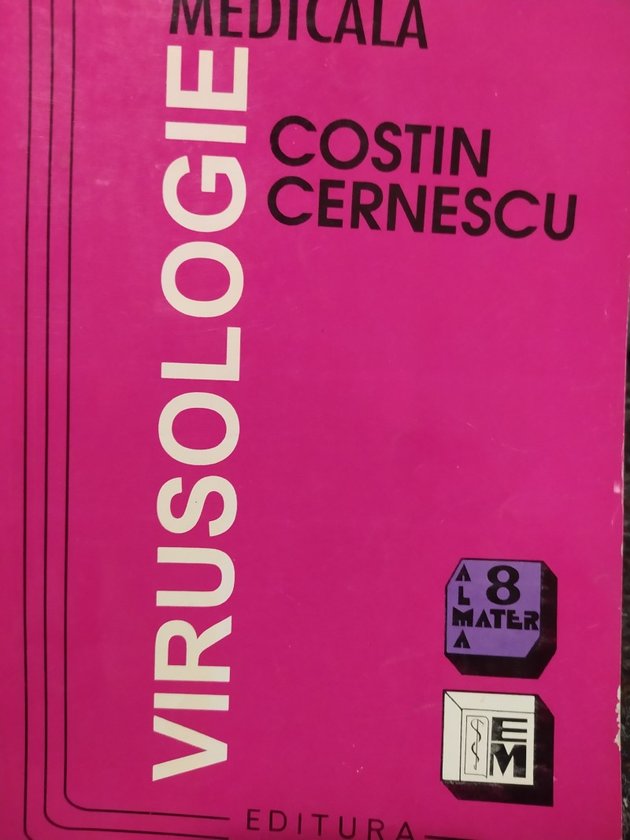 MEDICALA
VIRUSOLOGIE
COSTIN
CERNESCU
8
ALMA
MATER
EM
EDITURA